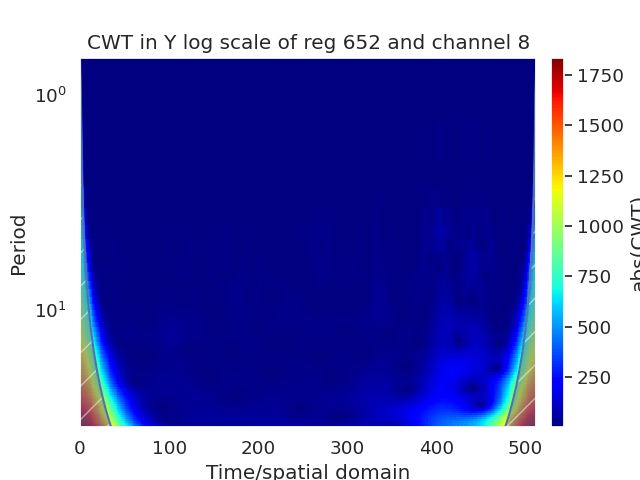 CWT in Y log scale of reg 652 and channel 8
Period
10⁰
10¹
0 100 200 300 400 500
Time/spatial domain
1750
1500
1250
1000
750
500
250
abs(CWT)